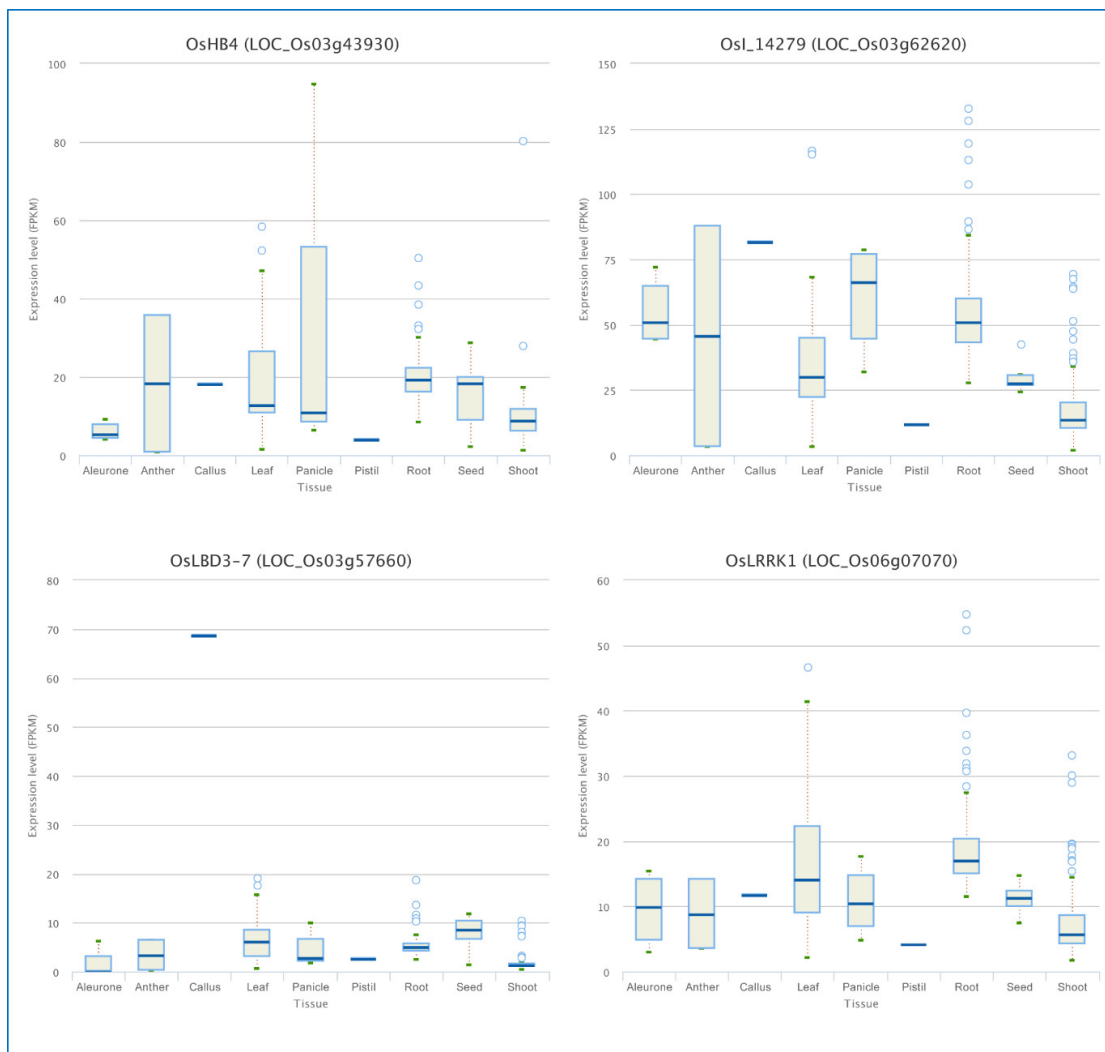 OsHB4 (LOC_Os03g43930)
Expression level (FPKM)
100
80
60
40
20
0
Aleurone Anther Callus Leaf Panicle Pistil Root Seed Shoot
Tissue
OsI_14279 (LOC_Os03g62620)
Expression level (FPKM)
150
125
100
75
50
25
0
Aleurone Anther Callus Leaf Panicle Pistil Root Seed Shoot
Tissue
OsLBD3-7 (LOC_Os03g57660)
Expression level (FPKM)
80
70
60
50
40
30
20
10
0
Aleurone Anther Callus Leaf Panicle Pistil Root Seed Shoot
Tissue
OsLRRK1 (LOC_Os06g07070)
Expression level (FPKM)
60
50
40
30
20
10
0
Aleurone Anther Callus Leaf Panicle Pistil Root Seed Shoot
Tissue